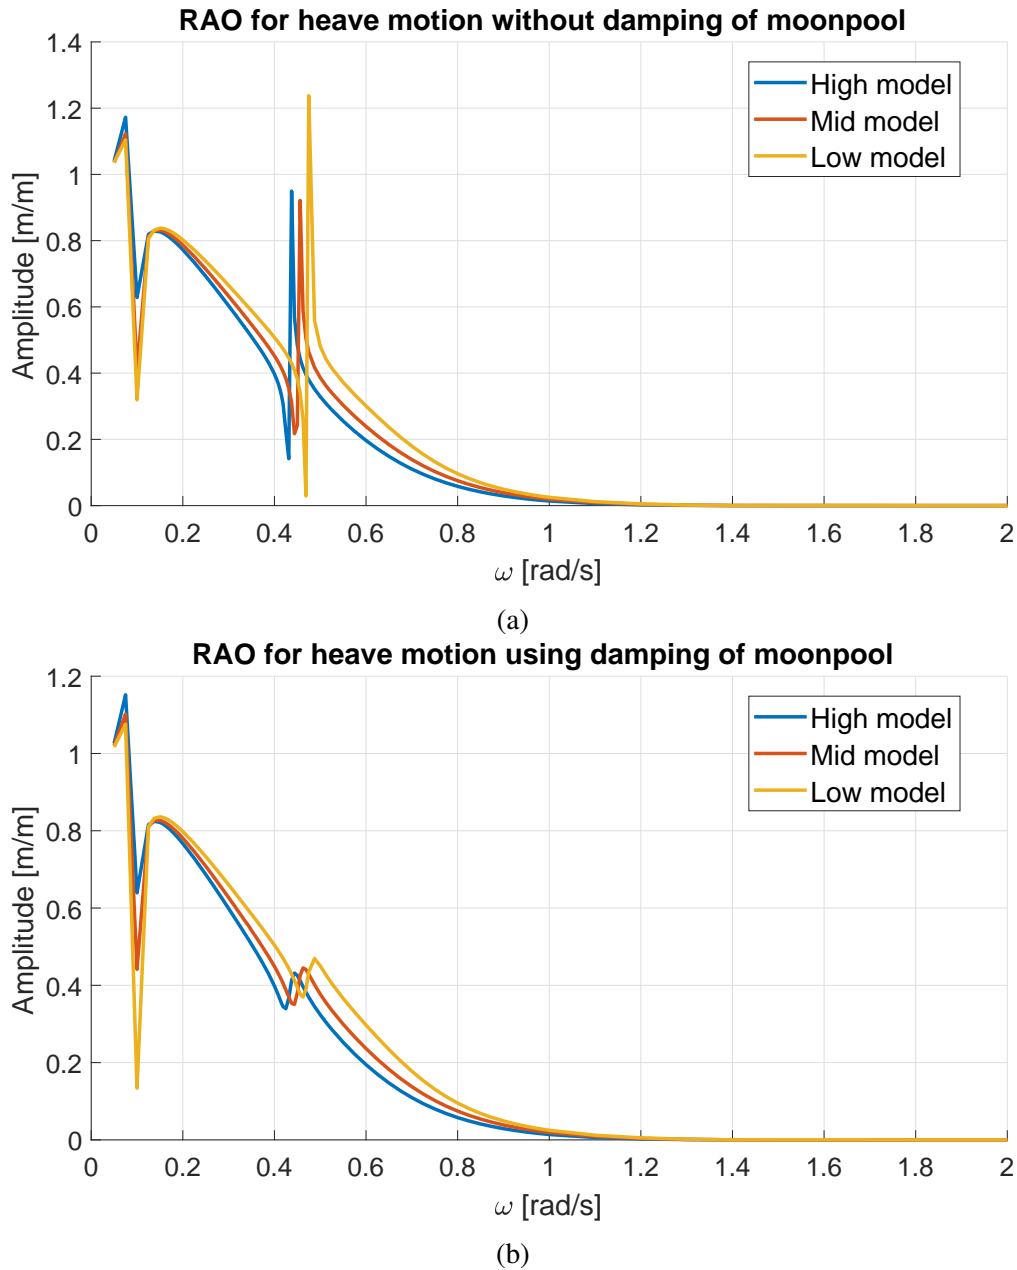 RAO for heave motion without damping of moonpool
1.4
1.2
1
0.8
0.6
0.4
0.2
0
Amplitude [m/m]
High model
Mid model
Low model
0 0.2 0.4 0.6 0.8 1 1.2 1.4 1.6 1.8 2
ω [rad/s]
(a)
RAO for heave motion using damping of moonpool
1.2
1
0.8
0.6
0.4
0.2
0
Amplitude [m/m]
High model
Mid model
Low model
0 0.2 0.4 0.6 0.8 1 1.2 1.4 1.6 1.8 2
ω [rad/s]
(b)